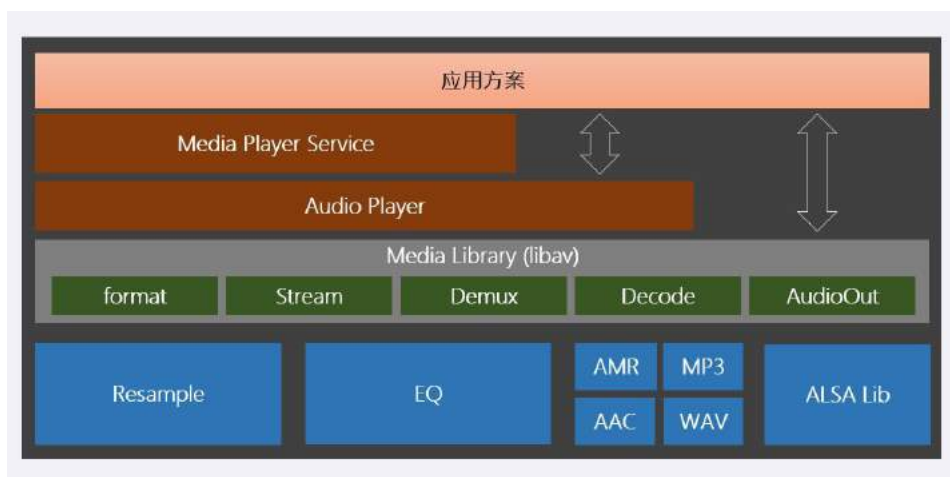 应用方案
Media Player Service
Audio Player
Media Library (libav)
format
Stream
Demux
Decode
AudioOut
Resample
EQ
AMR
MP3
AAC
WAV
ALSA Lib